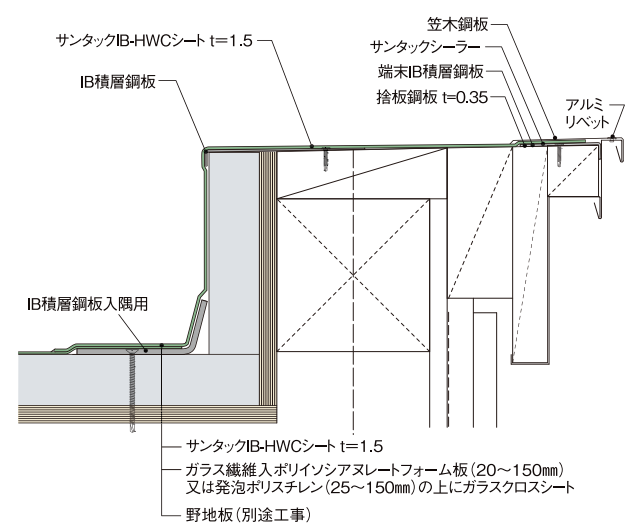 笠木鋼板
サンタックIB-HWCシート t=1.5
サンタックシーラー
端末IB積層鋼板
IB積層鋼板
捨板鋼板 t=0.35
アルミ
リベット
IB積層鋼板入隅用
サンタックIB-HWCシート t=1.5
ガラス繊維入ポリイソシアヌレートフォーム板(20〜150㎜)
又は発泡ポリスチレン(25〜150㎜)の上にガラスクロスシート
野地板(別途工事)